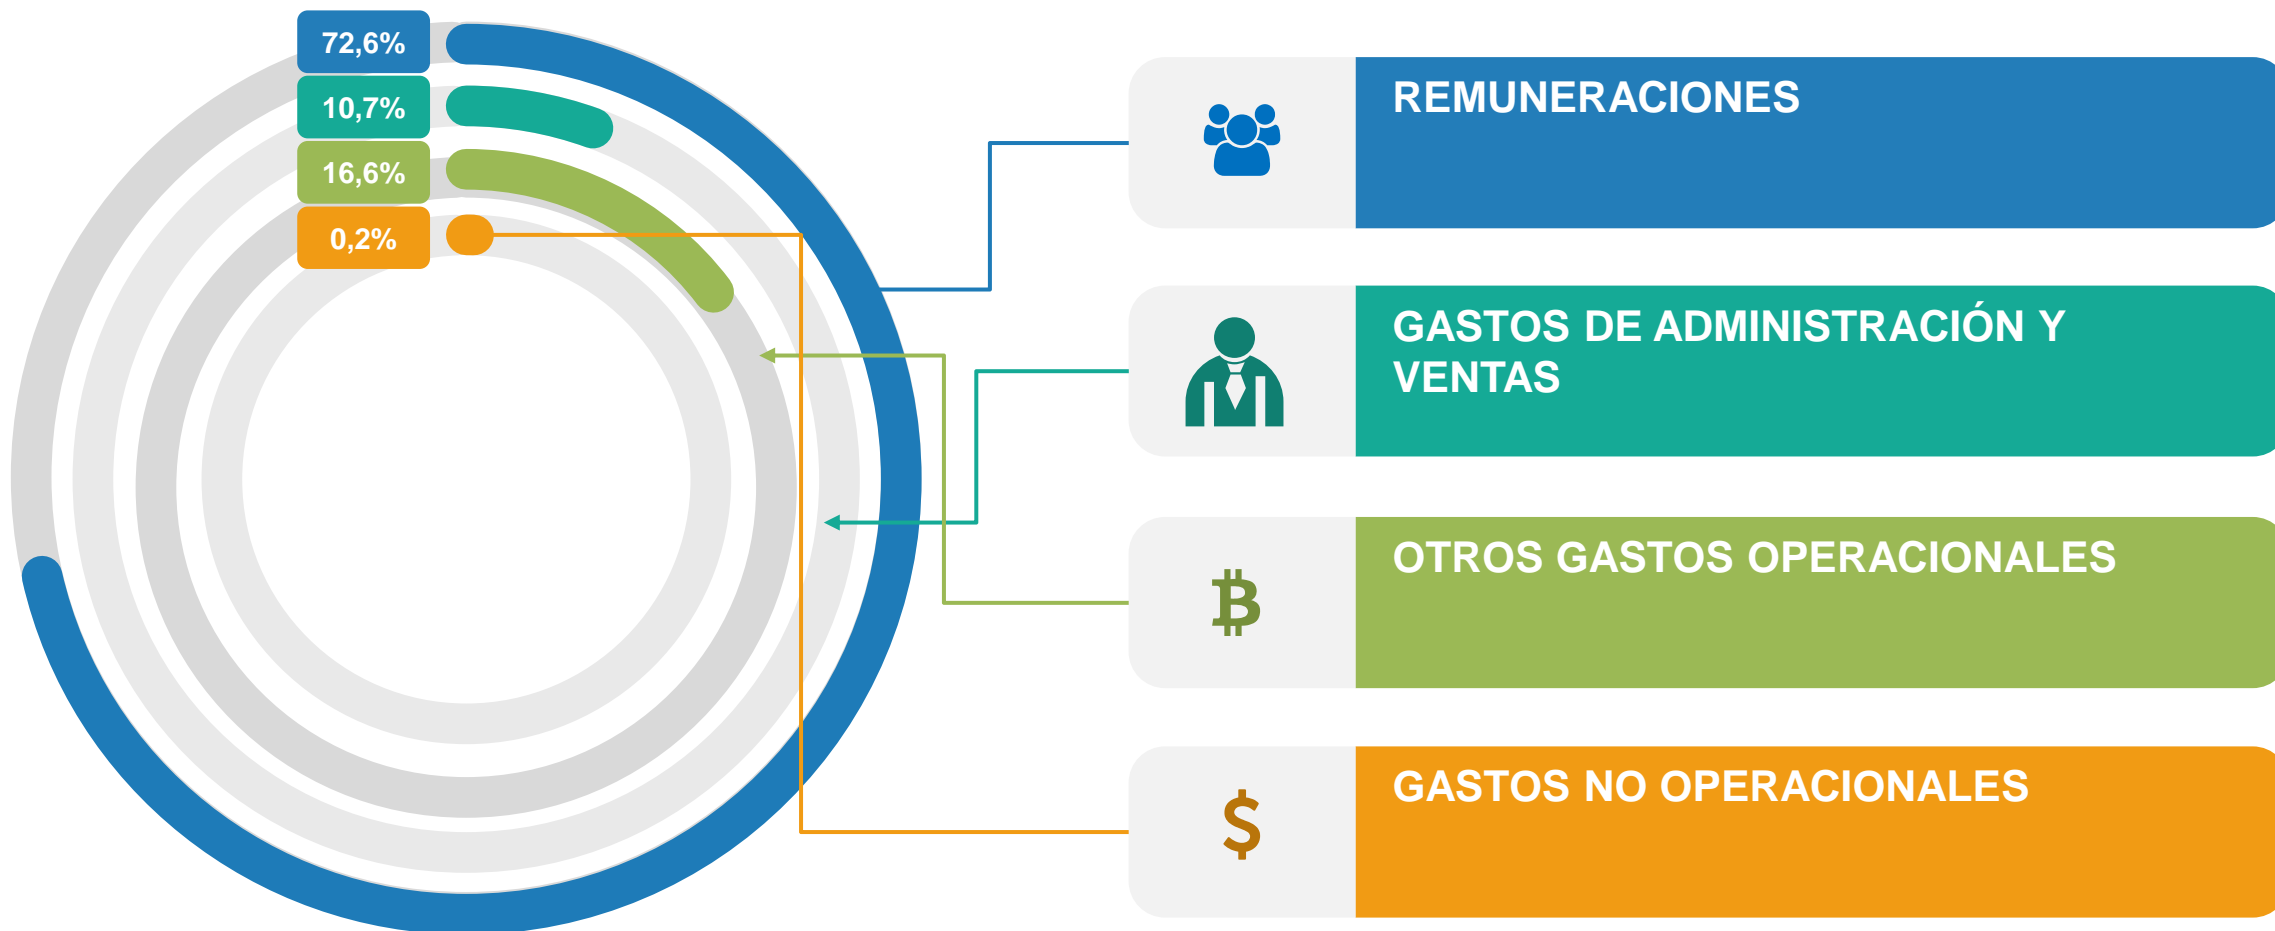 72,6%
10,7%
16,6%
0,2%
REMUNERACIONES
GASTOS DE ADMINISTRACIÓN Y
VENTAS
OTROS GASTOS OPERACIONALES
GASTOS NO OPERACIONALES